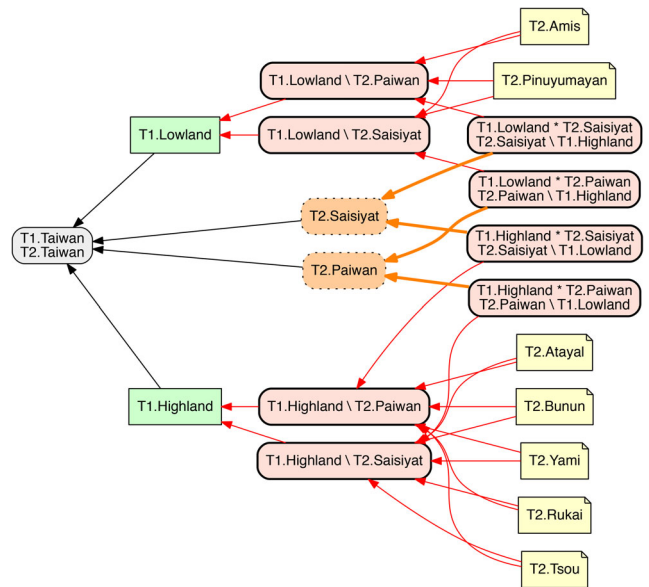 T2.Amis
T1.Lowland \ T2.Paiwan
T2.Pinuyumayan
T1.Lowland
T1.Lowland \ T2.Saisiyat
T1.Lowland * T2.Saisiyat
T2.Saisiyat \ T1.Highland
T1.Lowland * T2.Paiwan
T2.Paiwan \ T1.Highland
T2.Saisiyat
T1.Taiwan
T2.Taiwan
T1.Highland * T2.Saisiyat
T2.Saisiyat \ T1.Lowland
T2.Paiwan
T1.Highland * T2.Paiwan
T2.Paiwan \ T1.Lowland
T2.Atayal
T1.Highland
T1.Highland \ T2.Paiwan
T2.Bunun
T1.Highland \ T2.Saisiyat
T2.Yami
T2.Rukai
T2.Tsou